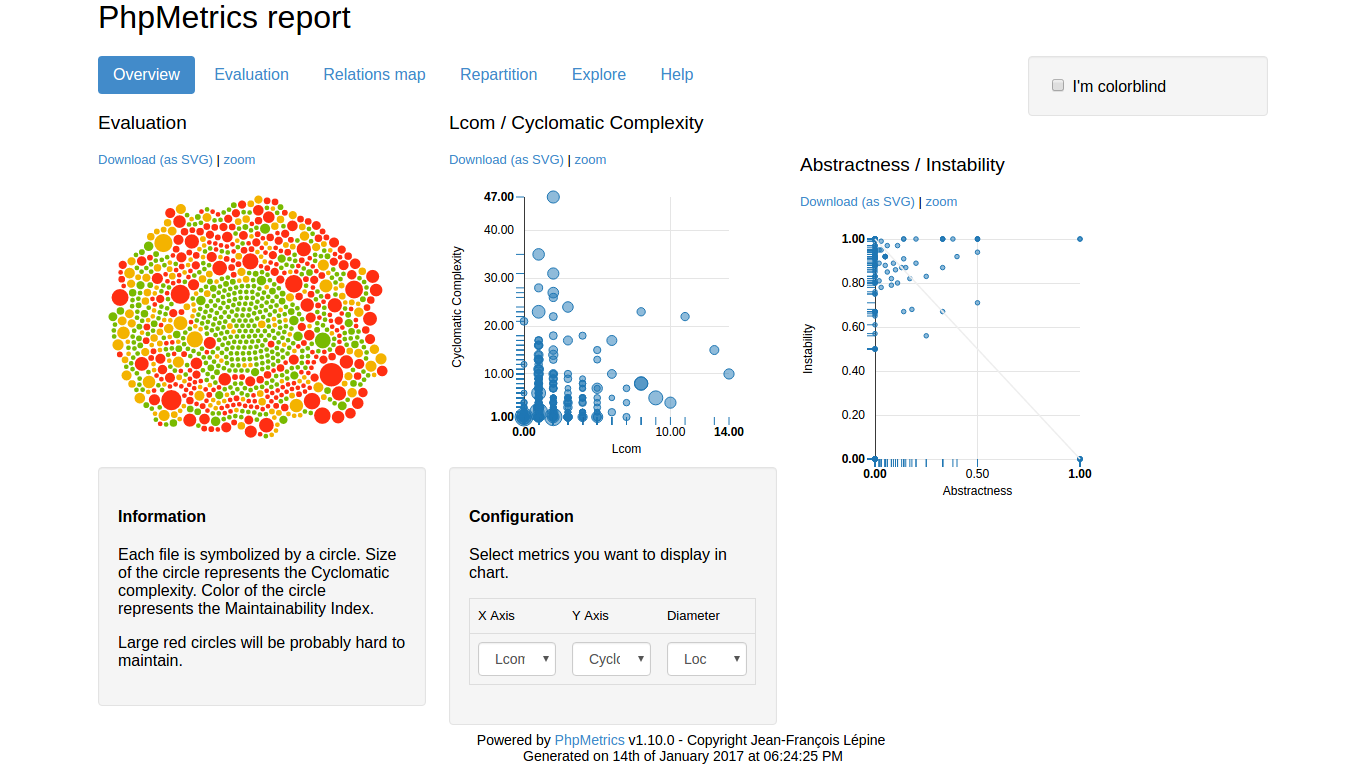 PhpMetrics report
Overview
Evaluation
Relations map
Repartition
Explore
Help
I'm colorblind
Evaluation
Download (as SVG) | zoom
Information
Each file is symbolized by a circle. Size
of the circle represents the Cyclomatic
complexity. Color of the circle
represents the Maintainability Index.
Large red circles will be probably hard to
maintain.
Lcom / Cyclomatic Complexity
Download (as SVG) | zoom
47.00
40.00
30.00
20.00
10.00
1.00
Cyclomatic Complexity
0.00
10.00
14.00
Lcom
Configuration
Select metrics you want to display in
chart.
X Axis
Y Axis
Diameter
Lcom
Cyclo
Loc
Abstractness / Instability
Download (as SVG) | zoom
1.00
0.80
0.60
0.40
0.20
0.00
Instability
0.00
0.50
1.00
Abstractness
Powered by PhpMetrics v1.10.0 - Copyright Jean-François Lépine
Generated on 14th of January 2017 at 06:24:25 PM